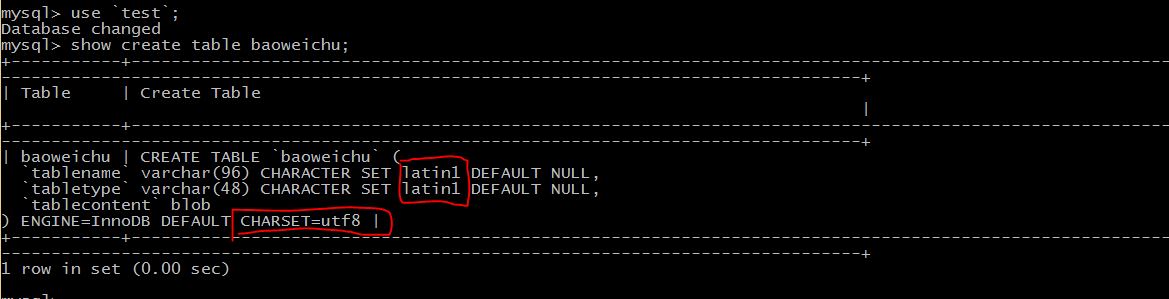 mysql> use `test`;
Database changed
mysql> show create table baoweichu;
+-----------+----------------------------------------------------------------------------------------------------------------------------------
--------------------------------------------------------------------------------------------------------------+
| Table     | Create Table
|
+-----------+----------------------------------------------------------------------------------------------------------------------------------
--------------------------------------------------------------------------------------------------------------+
| baoweichu | CREATE TABLE `baoweichu` (
  `tablename` varchar(96) CHARACTER SET latin1 DEFAULT NULL,
  `tabletype` varchar(48) CHARACTER SET latin1 DEFAULT NULL,
  `tablecontent` blob
) ENGINE=InnoDB DEFAULT CHARSET=utf8 |
+-----------+----------------------------------------------------------------------------------------------------------------------------------
--------------------------------------------------------------------------------------------------------------+
1 row in set (0.00 sec)
mysql>